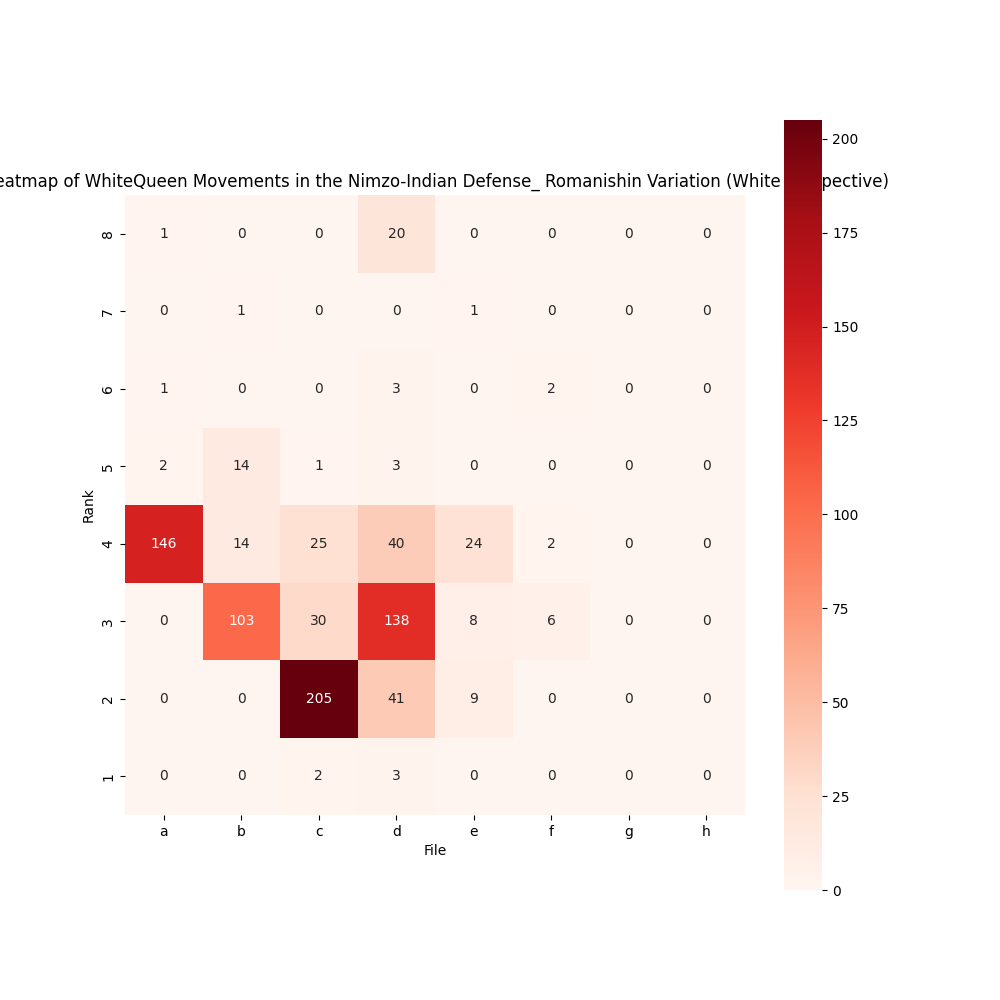 eatmap of WhiteQueen Movements in the Nimzo-Indian Defense_ Romanishin Variation (White pective)
8 1 0 0 20 0 0 0 0
7 0 1 0 0 1 0 0 0
6 1 0 0 3 0 2 0 0
5 2 14 1 3 0 0 0 0
4 146 14 25 40 24 2 0 0
3 0 103 30 138 8 6 0 0
2 0 0 205 41 9 0 0 0
1 0 0 2 3 0 0 0 0
a b c d e f g h
Rank
File
200
175
150
125
100
75
50
25
0